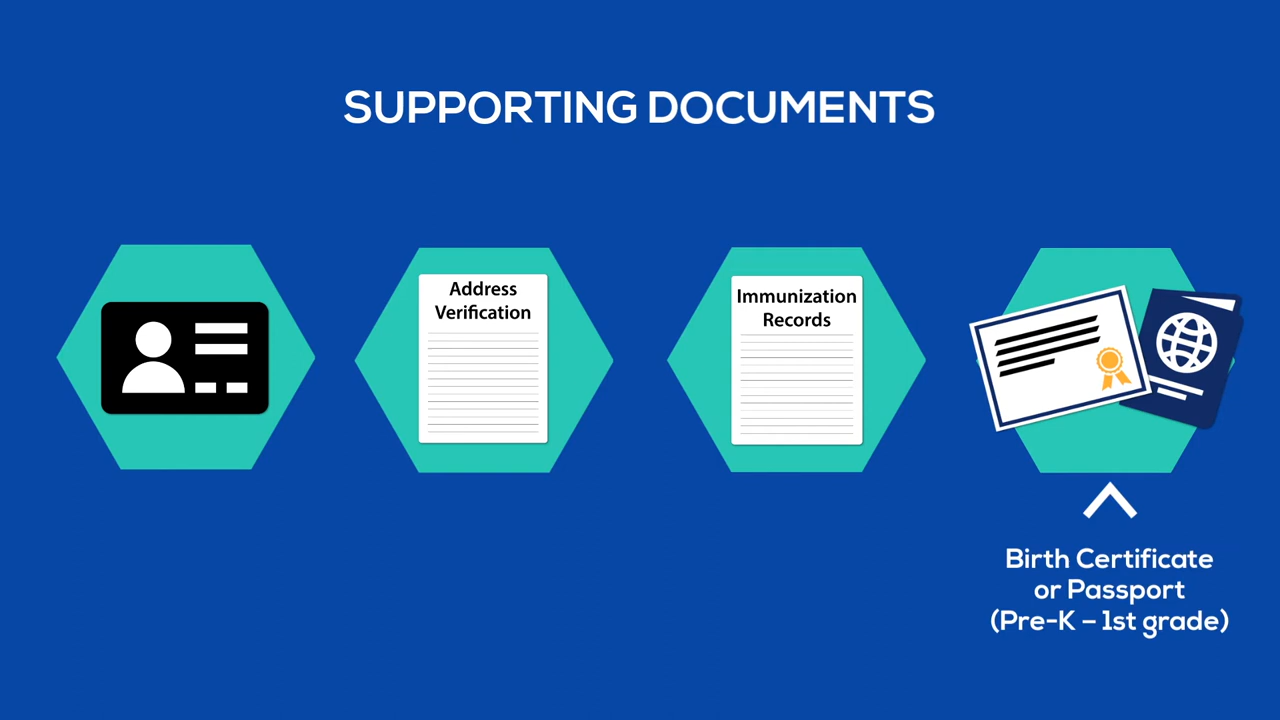 SUPPORTING DOCUMENTS
Address
Verification
Immunization
Records
Birth Certificate
or Passport
(Pre-K – 1st grade)